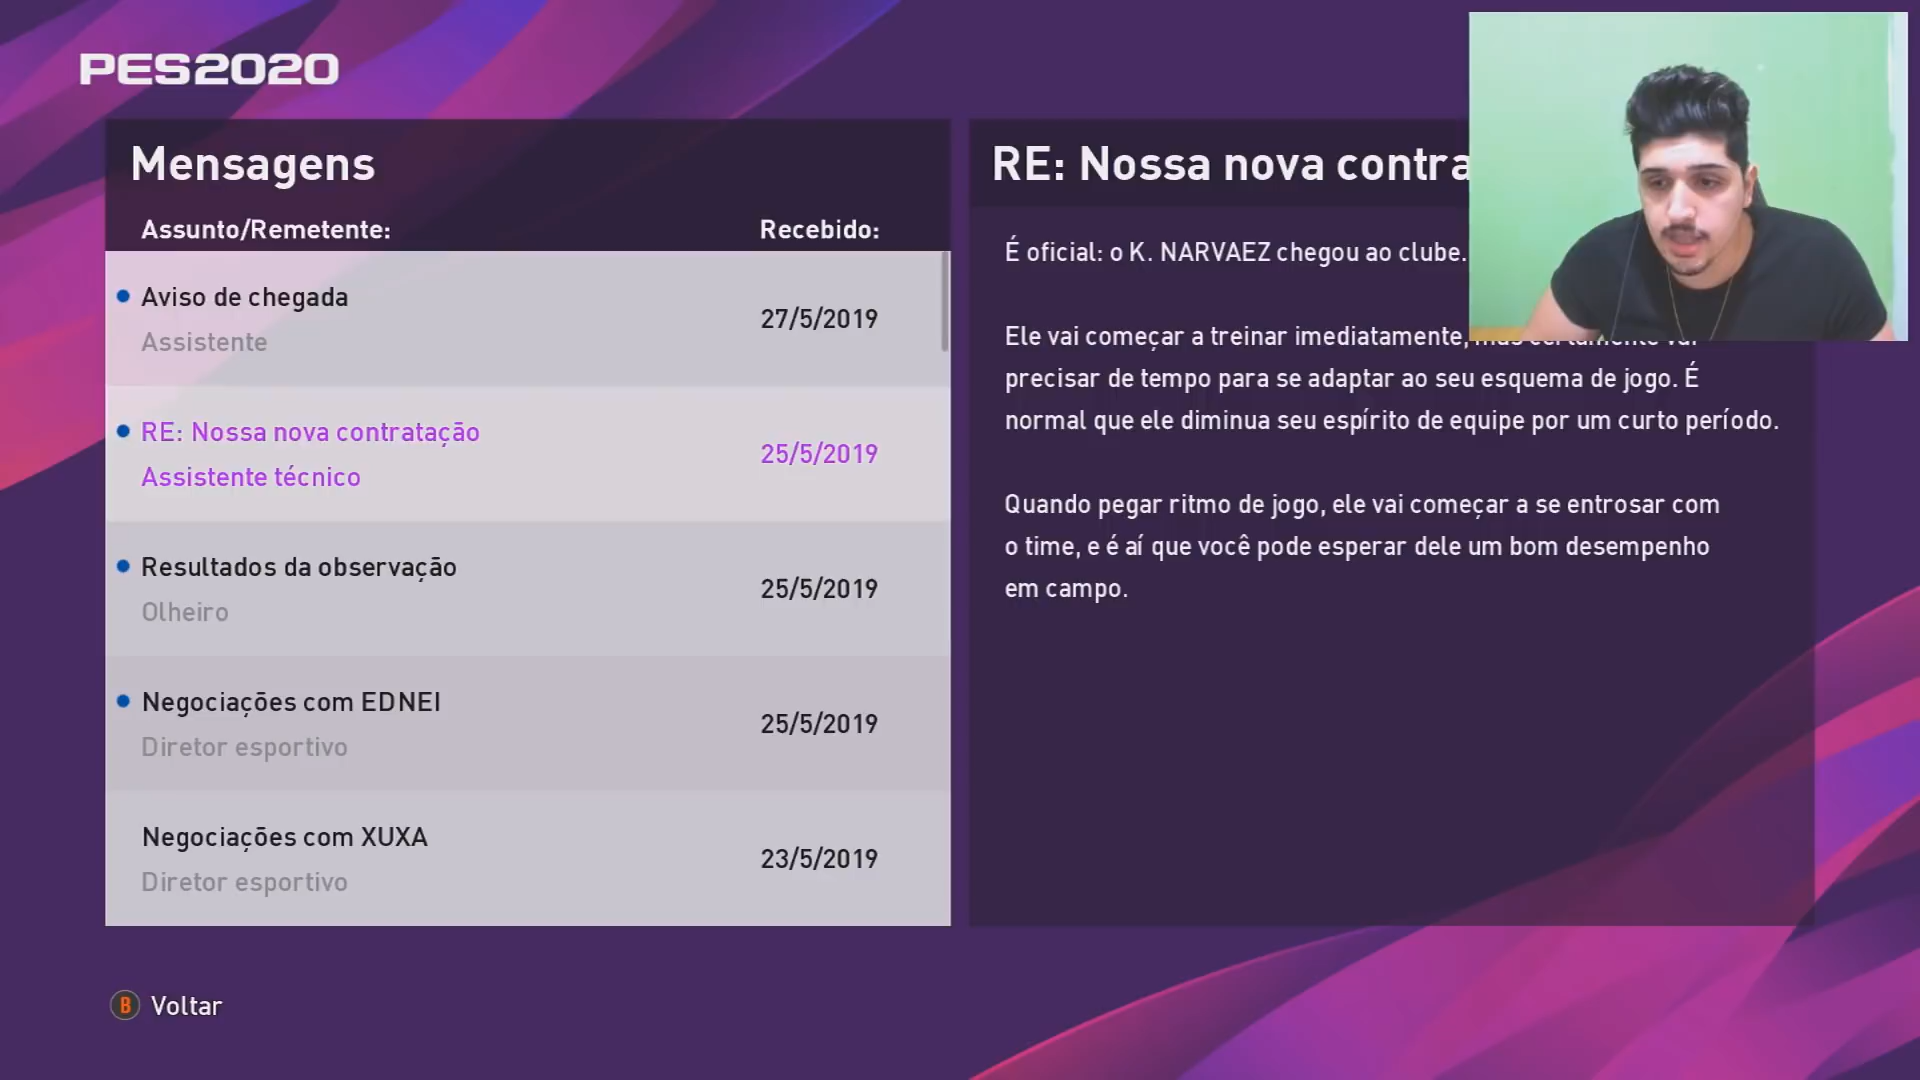 PES2020
Mensagens
Assunto/Remetente:
Recebido:
Aviso de chegada
Assistente
27/5/2019
RE: Nossa nova contratação
Assistente técnico
25/5/2019
Resultados da observação
Olheiro
25/5/2019
Negociações com EDNEI
Diretor esportivo
25/5/2019
Negociações com XUXA
Diretor esportivo
23/5/2019
RE: Nossa nova contra
É oficial: o K. NARVAEZ chegou ao clube.
Ele vai começar a treinar imediatamente, mas certamente vai
precisar de tempo para se adaptar ao seu esquema de jogo. É
normal que ele diminua seu espírito de equipe por um curto período.
Quando pegar ritmo de jogo, ele vai começar a se entrosar com
o time, e é aí que você pode esperar dele um bom desempenho
em campo.
B Voltar